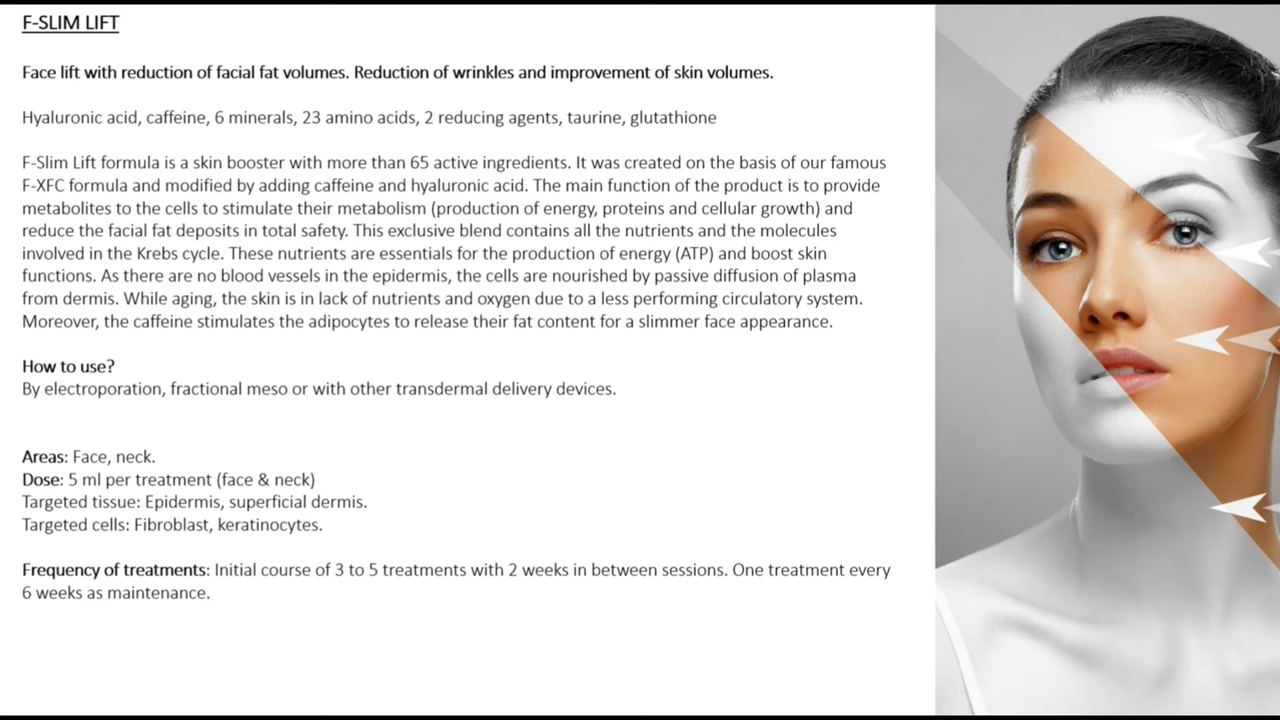 F-SLIM LIFT
Face lift with reduction of facial fat volumes. Reduction of wrinkles and improvement of skin volumes.
Hyaluronic acid, caffeine, 6 minerals, 23 amino acids, 2 reducing agents, taurine, glutathione
F-Slim Lift formula is a skin booster with more than 65 active ingredients. It was created on the basis of our famous
F-XFC formula and modified by adding caffeine and hyaluronic acid. The main function of the product is to provide
metabolites to the cells to stimulate their metabolism (production of energy, proteins and cellular growth) and
reduce the facial fat deposits in total safety. This exclusive blend contains all the nutrients and the molecules
involved in the Krebs cycle. These nutrients are essentials for the production of energy (ATP) and boost skin
functions. As there are no blood vessels in the epidermis, the cells are nourished by passive diffusion of plasma
from dermis. While aging, the skin is in lack of nutrients and oxygen due to a less performing circulatory system.
Moreover, the caffeine stimulates the adipocytes to release their fat content for a slimmer face appearance.
How to use?
By electroporation, fractional meso or with other transdermal delivery devices.
Areas: Face, neck.
Dose: 5 ml per treatment (face & neck)
Targeted tissue: Epidermis, superficial dermis.
Targeted cells: Fibroblast, keratinocytes.
Frequency of treatments: Initial course of 3 to 5 treatments with 2 weeks in between sessions. One treatment every
6 weeks as maintenance.